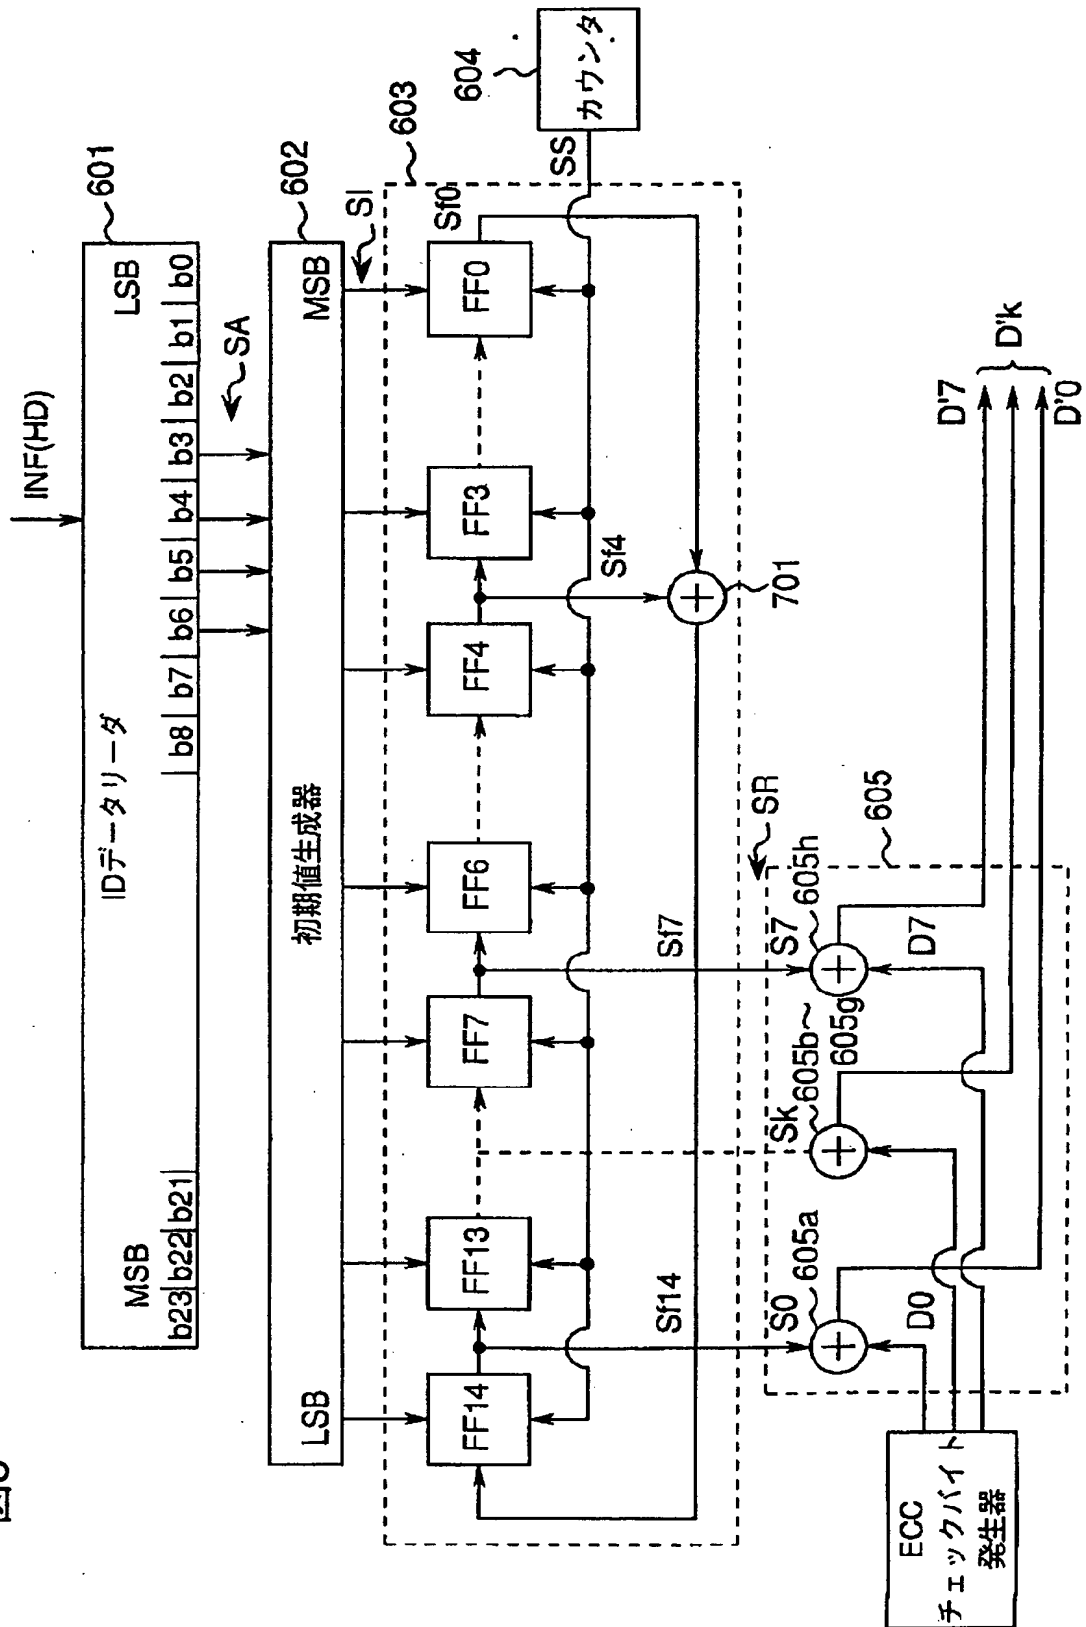 INF(HD)
601
IDデータリーダ
MSB
LSB
b23 b22 b21
b8 b7 b6 b5 b4 b3 b2 b1 b0
SA
602
初期値生成器
LSB
MSB
SI
603
604
カウンタ
SS
FF14
FF13
FF7
FF6
FF4
FF3
FF0
Sf0
Sf4
701
Sf7
Sf14
SR
605
S0
605a
Sk
605b~
605g
S7
605h
D0
D7
ECC
チェックバイト
発生器
D'7
D'k
D'0